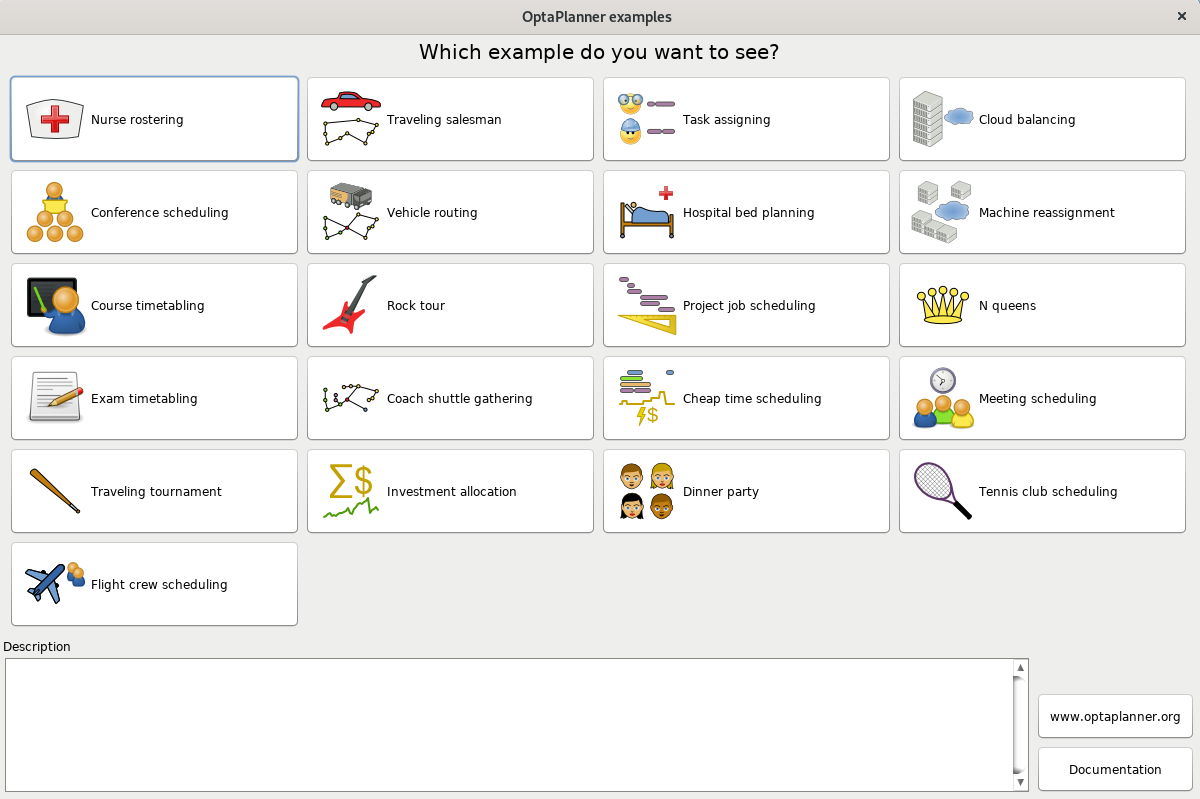 OptaPlanner examples
Which example do you want to see?
Nurse rostering
Traveling salesman
Task assigning
Cloud balancing
Conference scheduling
Vehicle routing
Hospital bed planning
Machine reassignment
Course timetabling
Rock tour
Project job scheduling
N queens
Exam timetabling
Coach shuttle gathering
Cheap time scheduling
Meeting scheduling
Traveling tournament
Σ$
Investment allocation
Dinner party
Tennis club scheduling
Flight crew scheduling
Description
www.optaplanner.org
Documentation